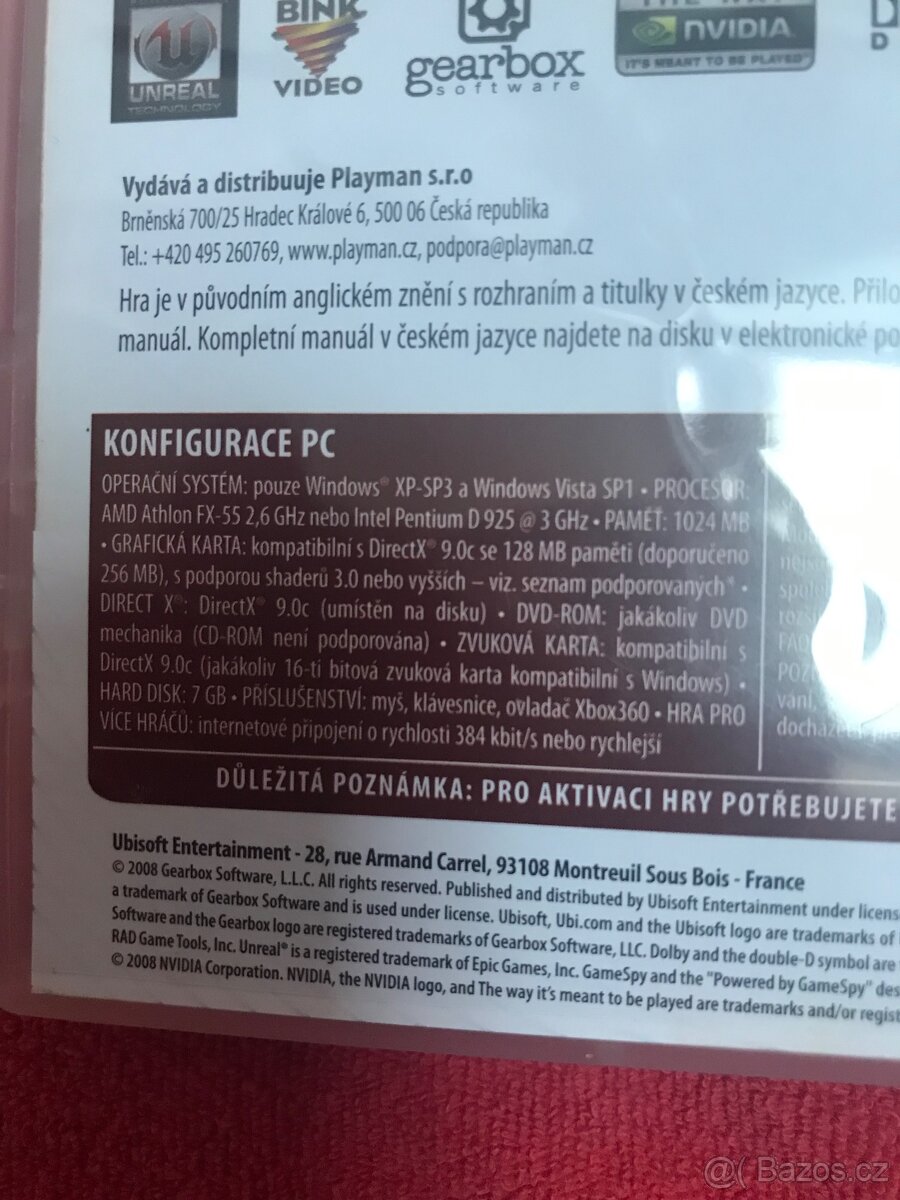 UNREAL
TECHNOLOGY
BINK
VIDEO
gearbox
software
NVIDIA
IT'S MEANT TO BE PLAYED
D
Vydává a distribuuje Playman s.r.o
Brněnská 700/25 Hradec Králové 6, 500 06 Česká republika
Tel.: +420 495 260769, www.playman.cz, podpora@playman.cz
Hra je v původním anglickém znění s rozhraním a titulky v českém jazyce. Přilo
manuál. Kompletní manuál v českém jazyce najdete na disku v elektronické po
KONFIGURACE PC
OPERAČNÍ SYSTÉM: pouze Windows® XP-SP3 a Windows Vista SP1 • PROCESOR:
AMD Athlon FX-55 2,6 GHz nebo Intel Pentium D 925 @ 3 GHz • PAMĚŤ: 1024 MB
• GRAFICKÁ KARTA: kompatibilní s DirectX® 9.0c se 128 MB paměti (doporučeno
256 MB), s podporou shaderů 3.0 nebo vyšších – viz. seznam podporovaných* •
DIRECT X®: DirectX® 9.0c (umístěn na disku) • DVD-ROM: jakákoliv DVD
mechanika (CD-ROM není podporována) • ZVUKOVÁ KARTA: kompatibilní s
DirectX 9.0c (jakákoliv 16-ti bitová zvuková karta kompatibilní s Windows) •
HARD DISK: 7 GB • PŘÍSLUŠENSTVÍ: myš, klávesnice, ovladač Xbox360 • HRA PRO
VÍCE HRÁČŮ: internetové připojení o rychlosti 384 kbit/s nebo rychlejší
spole
rozší
FAQ
POZ
vání,
docház
DŮLEŽITÁ POZNÁMKA: PRO AKTIVACI HRY POTŘEBUJETE
Ubisoft Entertainment - 28, rue Armand Carrel, 93108 Montreuil Sous Bois - France
© 2008 Gearbox Software, L.L.C. All rights reserved. Published and distributed by Ubisoft Entertainment under licens
a trademark of Gearbox Software and is used under license. Ubisoft, Ubi.com and the Ubisoft logo are trademarks of
Software and the Gearbox logo are registered trademarks of Gearbox Software, LLC. Dolby and the double-D symbol are
RAD Game Tools, Inc. Unreal® is a registered trademark of Epic Games, Inc. GameSpy and the "Powered by GameSpy" des
© 2008 NVIDIA Corporation. NVIDIA, the NVIDIA logo, and The way it's meant to be played are trademarks and/or regist
@( Bazos.cz